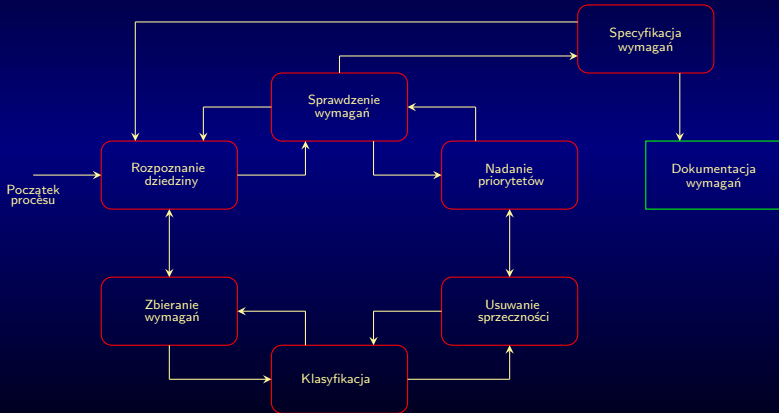 Specyfikacja
wymagań
Sprawdzenie
wymagań
Rozpoznanie
dziedziny
Nadanie
priorytetów
Dokumentacja
wymagań
Początek
procesu
Zbieranie
wymagań
Usuwanie
sprzeczności
Klasyfikacja